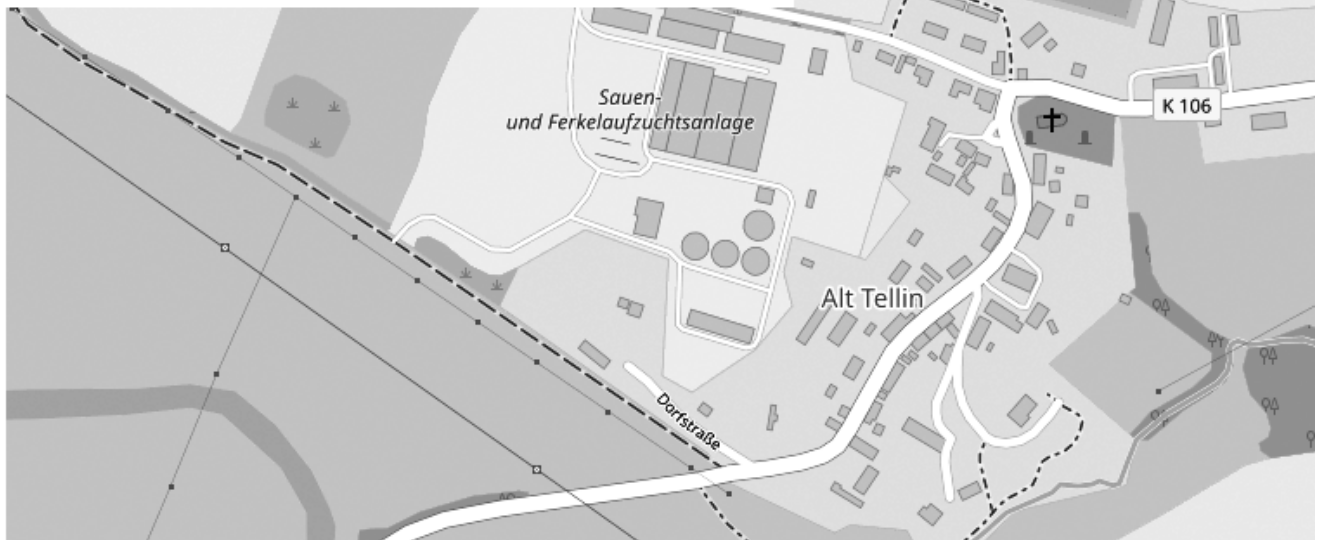 Sauen-
und Ferkelaufzuchtsanlage
K 106
Alt Tellin
Dorfstraße